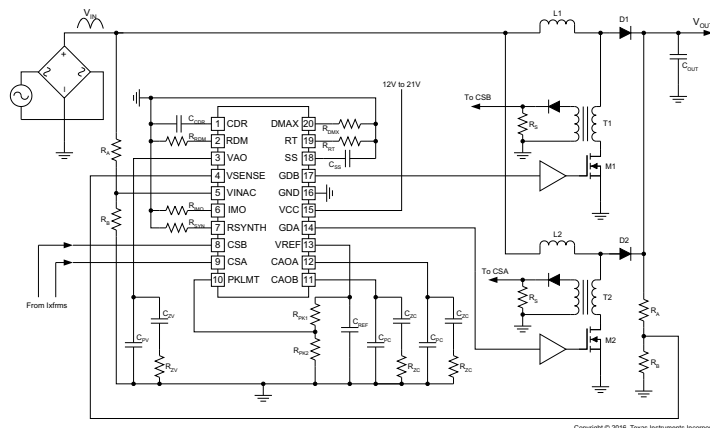 V_IN
L1
D1
V_OU
C_OUT
12V to 21V
To CSB
R_S
T1
M1
C_CDR
1 CDR
DMAX 20
R_DMX
R_RDM
2 RDM
RT 19
R_RT
3 VAO
SS 18
C_SS
R_A
4 VSENSE
GDB 17
5 VINAC
GND 16
R_B
R_IMO
6 IMO
VCC 15
R_SYN
7 RSYNTH
GDA 14
8 CSB
VREF 13
9 CSA
CAOA 12
10 PKLMT
CAOB 11
From Ixfrms
L2
D2
To CSA
R_S
T2
M2
R_A
R_B
C_PV
C_ZV
R_ZV
R_PK1
R_PK2
C_REF
C_PC
C_ZC
R_ZC
C_PC
C_ZC
R_ZC
Copyright © 2016, Texas Instruments Incorpor